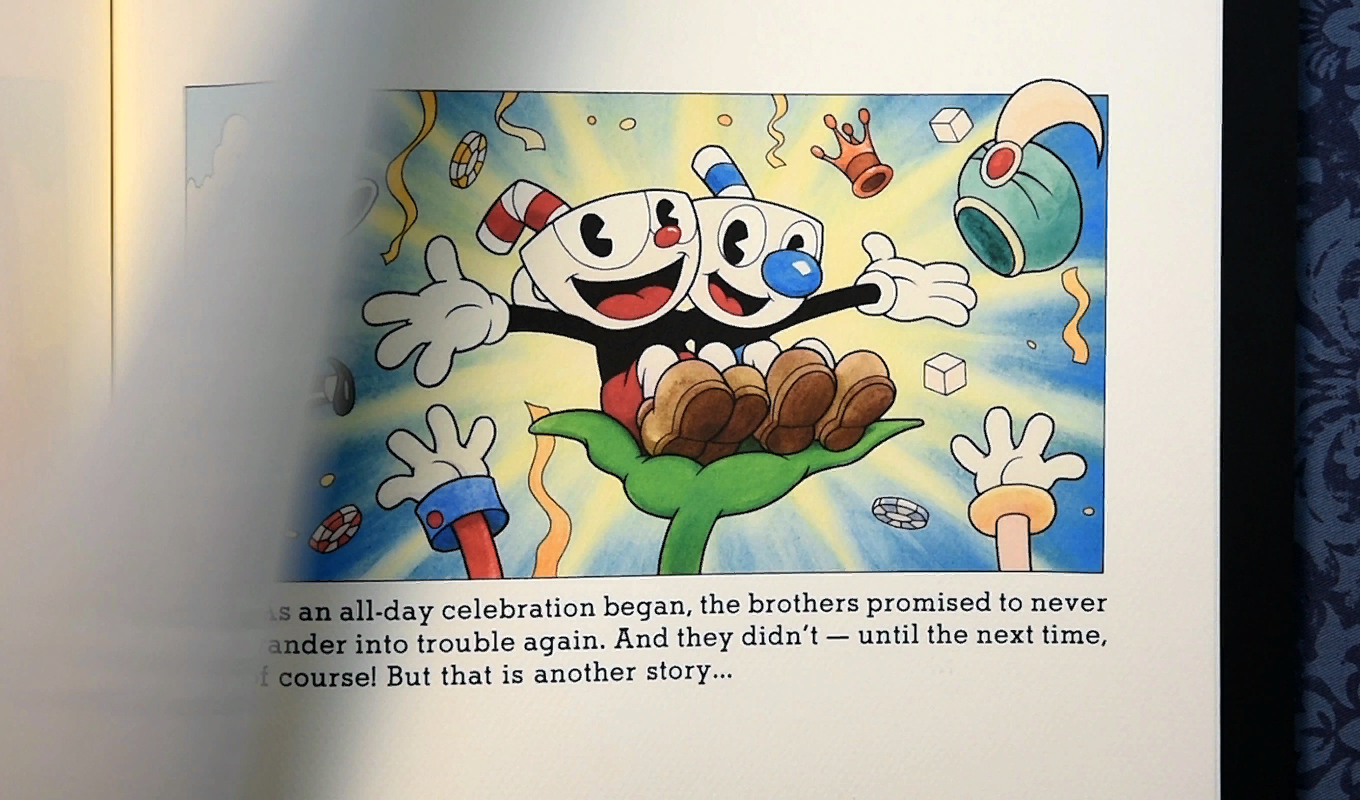 As an all-day celebration began, the brothers promised to never
ander into trouble again. And they didn't — until the next time,
f course! But that is another story...